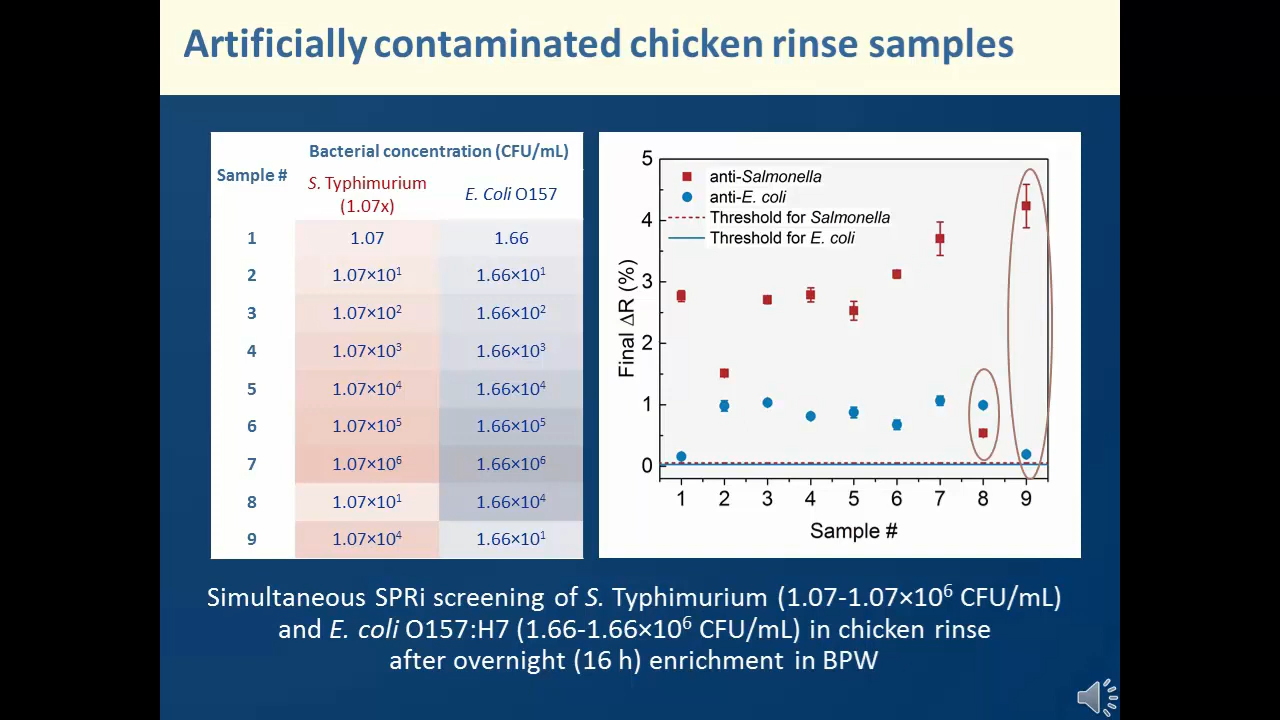 Artificially contaminated chicken rinse samples
Sample #
Bacterial concentration (CFU/mL)
S. Typhimurium
(1.07x)
E. Coli O157
1 1.07 1.66
2 1.07×10¹ 1.66×10¹
3 1.07×10² 1.66×10²
4 1.07×10³ 1.66×10³
5 1.07×10⁴ 1.66×10⁴
6 1.07×10⁵ 1.66×10⁵
7 1.07×10⁶ 1.66×10⁶
8 1.07×10¹ 1.66×10⁴
9 1.07×10⁴ 1.66×10¹
Final ΔR (%)
5
4
3
2
1
0
anti-Salmonella
anti-E. coli
Threshold for Salmonella
Threshold for E. coli
1 2 3 4 5 6 7 8 9
Sample #
Simultaneous SPRi screening of S. Typhimurium (1.07-1.07×10⁶ CFU/mL)
and E. coli O157:H7 (1.66-1.66×10⁶ CFU/mL) in chicken rinse
after overnight (16 h) enrichment in BPW